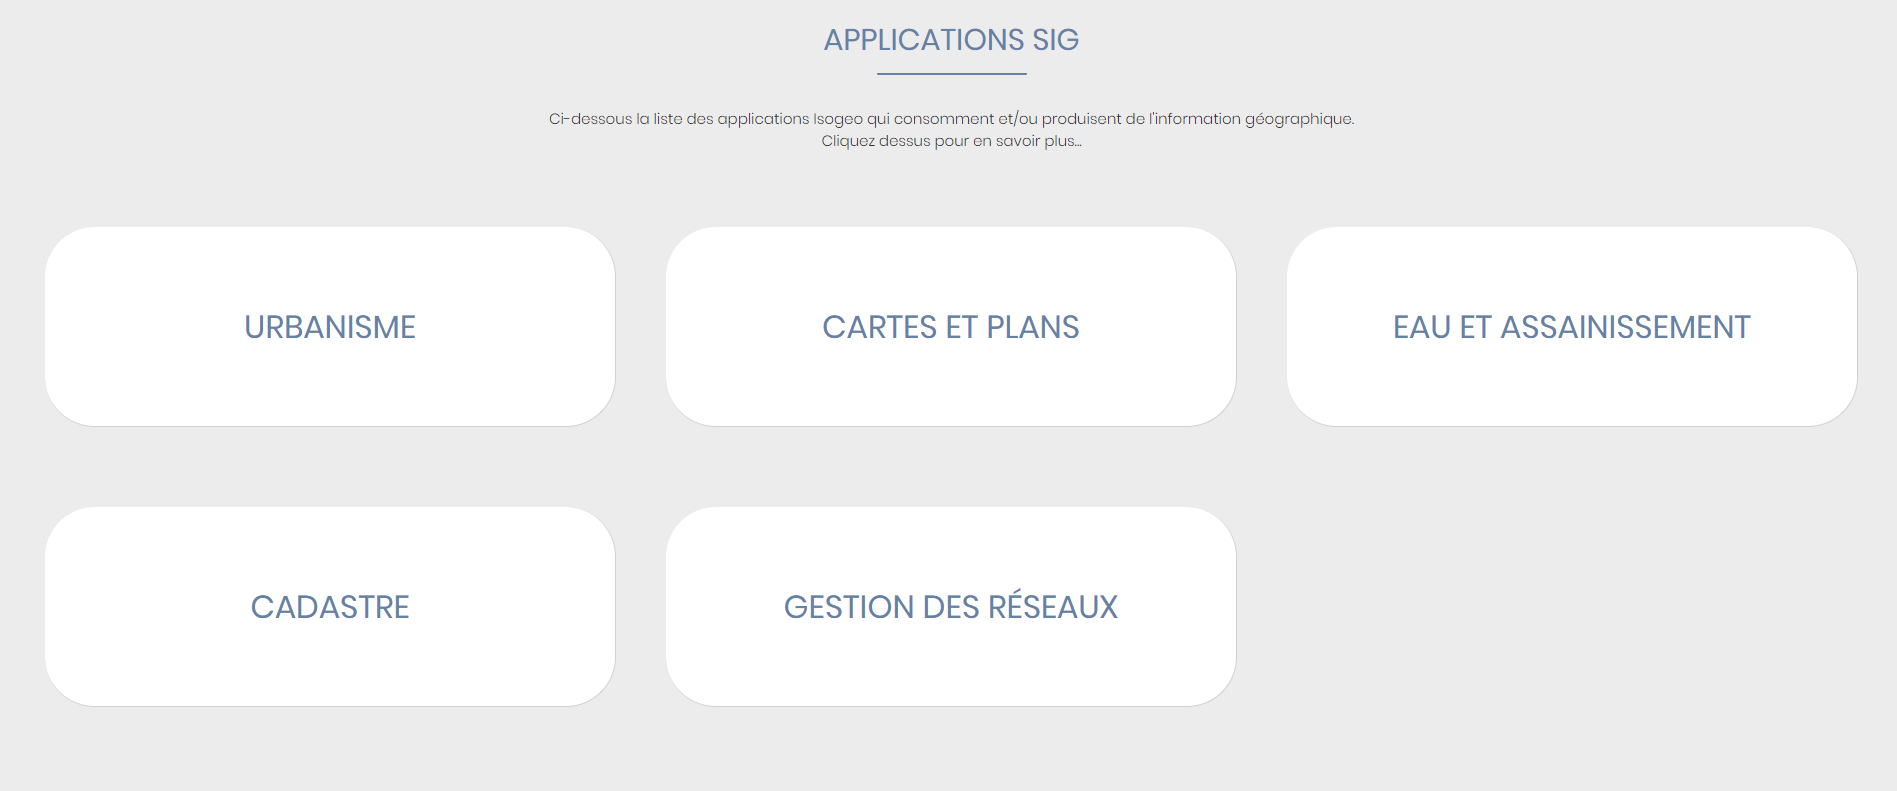 APPLICATIONS SIG
Ci-dessous la liste des applications Isogeo qui consomment et/ou produisent de l'information géographique.
Cliquez dessus pour en savoir plus...
URBANISME
CARTES ET PLANS
EAU ET ASSAINISSEMENT
CADASTRE
GESTION DES RÉSEAUX